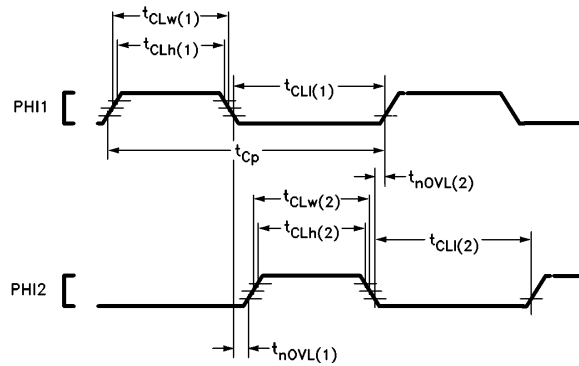 tCLw(1)
tCLh(1)
tCLl(1)
PHI1
tCp
tnOVL(2)
tCLw(2)
tCLh(2)
tCLl(2)
PHI2
tnOVL(1)